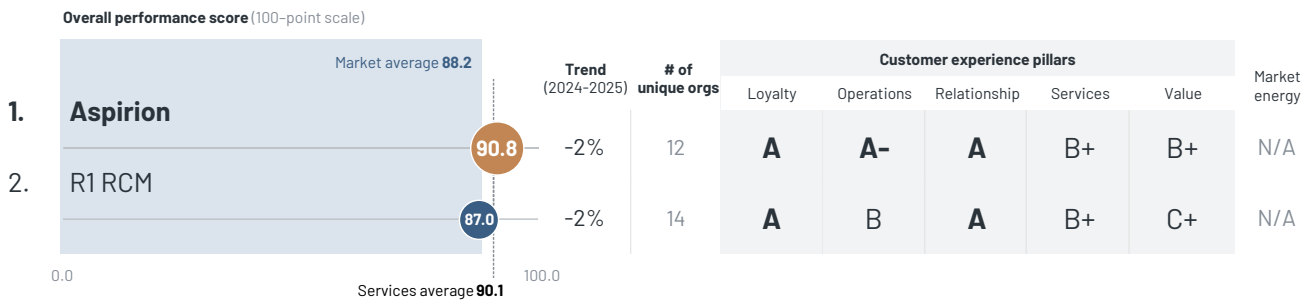 Overall performance score (100-point scale)
Market average 88.2
Trend
(2024-2025)
# of
unique orgs
Customer experience pillars
Loyalty Operations Relationship Services Value
Market
energy
1. Aspirion
90.8 -2% 12 A A- A B+ B+ N/A
2. R1 RCM
87.0 -2% 14 A B A B+ C+ N/A
0.0 100.0
Services average 90.1